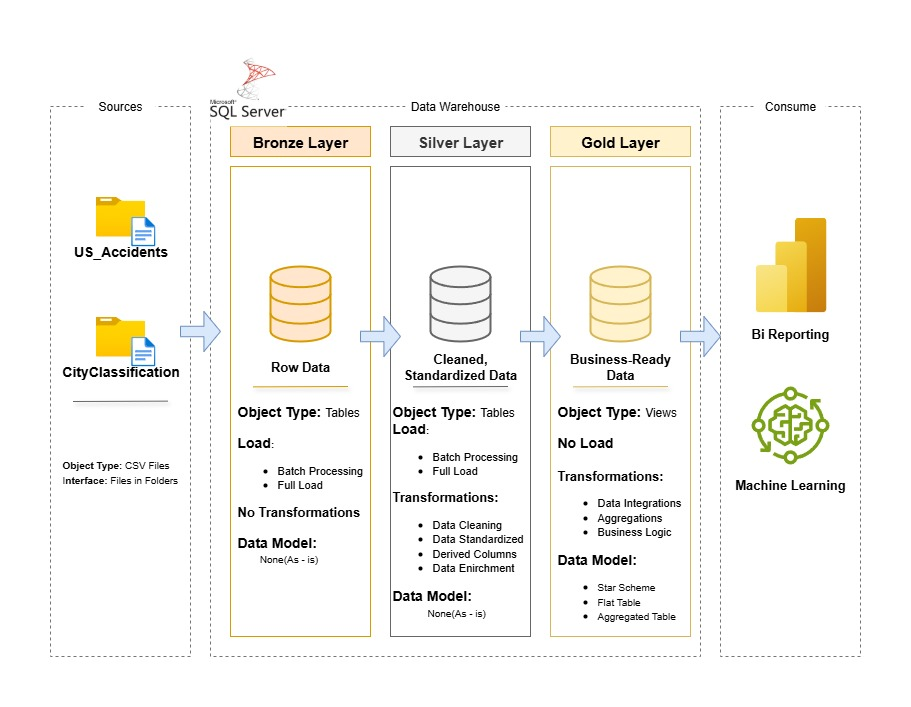 Sources
Microsoft
SQL Server
Data Warehouse
Consume
Bronze Layer
Silver Layer
Gold Layer
US_Accidents
CityClassification
Object Type: CSV Files
Interface: Files in Folders
Row Data
Object Type: Tables
Load:
Batch Processing
Full Load
No Transformations
Data Model:
None(As - is)
Cleaned,
Standardized Data
Object Type: Tables
Load:
Batch Processing
Full Load
Transformations:
Data Cleaning
Data Standardized
Derived Columns
Data Enirchment
Data Model:
None(As - is)
Business-Ready
Data
Object Type: Views
No Load
Transformations:
Data Integrations
Aggregations
Business Logic
Data Model:
Star Scheme
Flat Table
Aggregated Table
Bi Reporting
Machine Learning